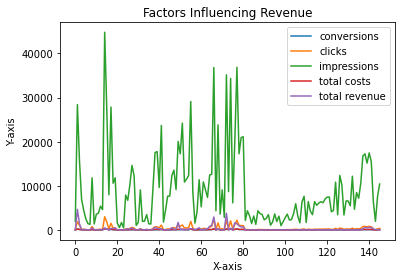 Factors Influencing Revenue
conversions
clicks
impressions
total costs
total revenue
Y-axis
40000
30000
20000
10000
0
0 20 40 60 80 100 120 140
X-axis